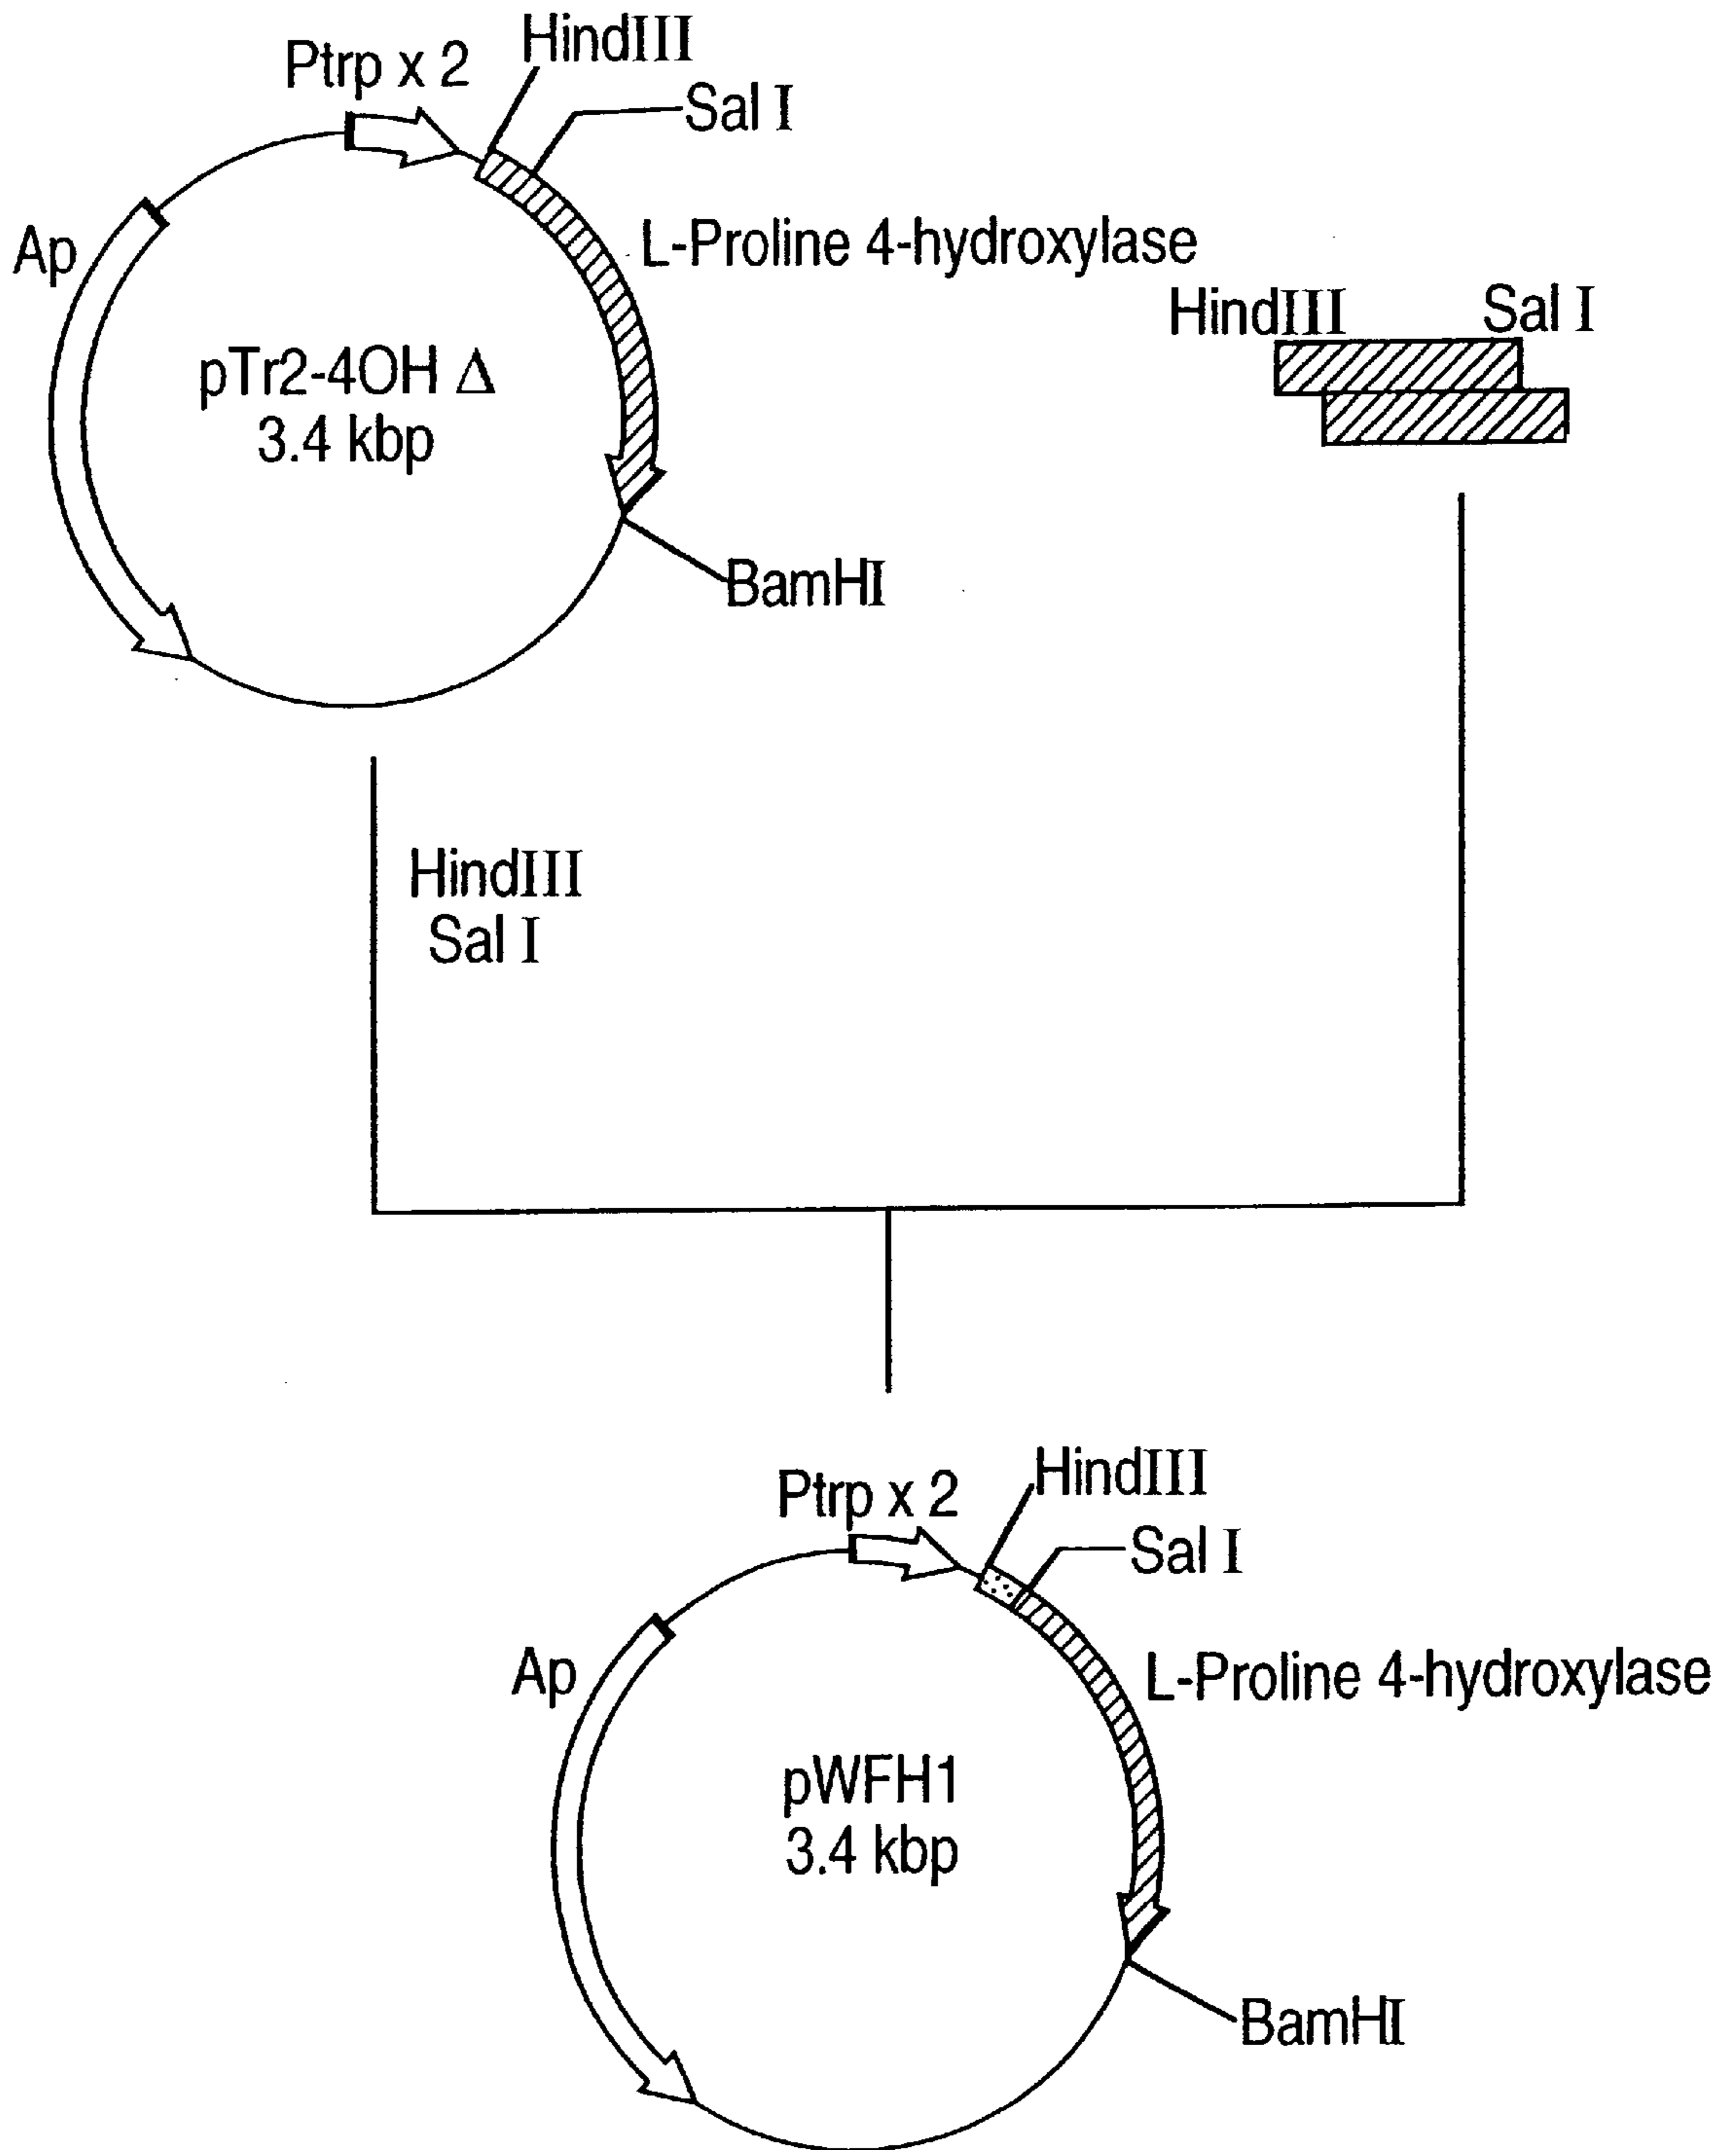 Ptrp x 2
HindIII
Sal I
Ap
L-Proline 4-hydroxylase
pTr2-4OH Δ
3.4 kbp
BamHI
HindIII
Sal I
HindIII
Sal I
Ptrp x 2
HindIII
Sal I
Ap
L-Proline 4-hydroxylase
pWFH1
3.4 kbp
BamHI